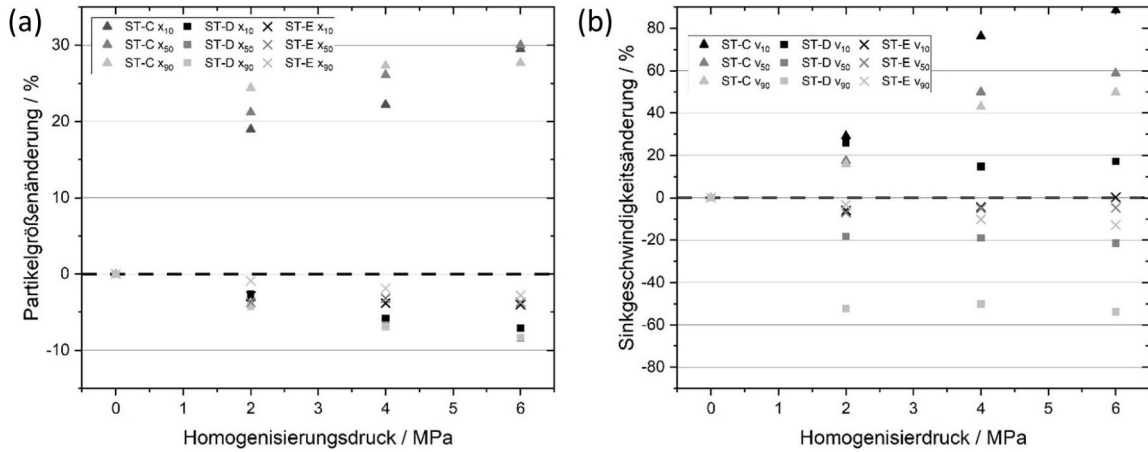 (a)
ST-C x10 ST-D x10 ST-E x10
ST-C x50 ST-D x50 ST-E x50
ST-C x90 ST-D x90 ST-E x90
Partikelgrößenänderung / %
30
20
10
0
-10
0 1 2 3 4 5 6
Homogenisierungsdruck / MPa
(b)
ST-C v10 ST-D v10 ST-E v10
ST-C v50 ST-D v50 ST-E v50
ST-C v90 ST-D v90 ST-E v90
Sinkgeschwindigkeitsänderung / %
80
60
40
20
0
-20
-40
-60
-80
0 1 2 3 4 5 6
Homogenisierdruck / MPa